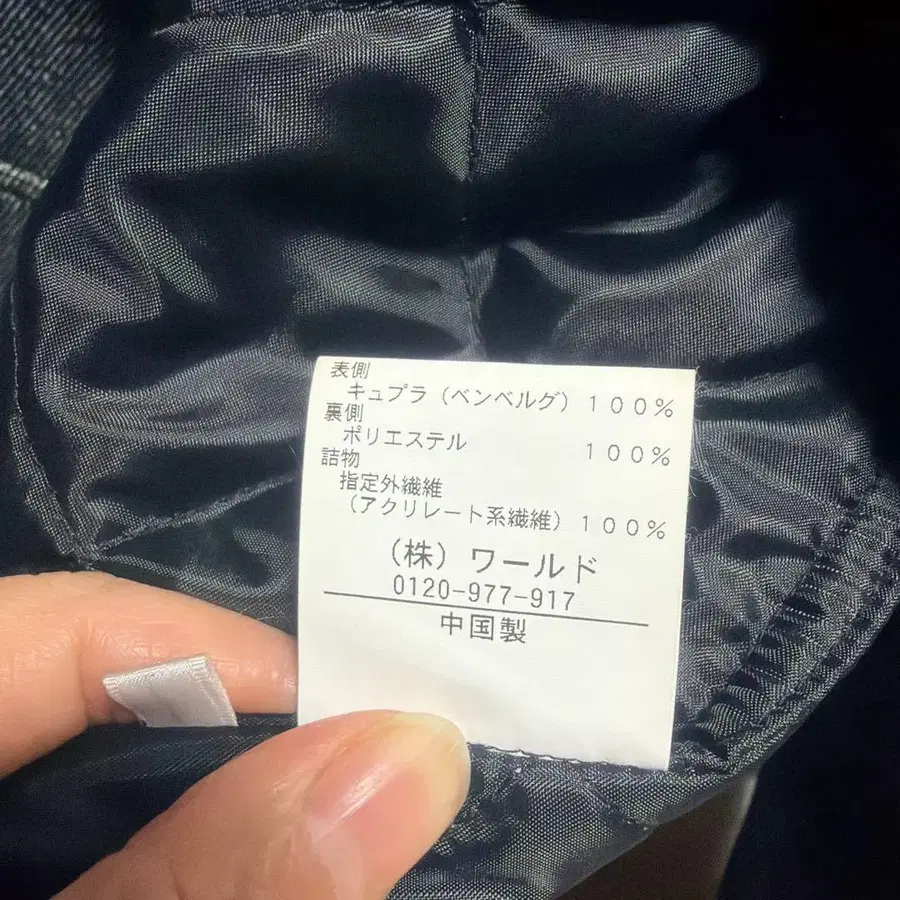 表側
キュプラ（ベンベルグ）１００％
裏側
ポリエステル １００％
詰物
指定外繊維
（アクリレート系繊維）１００％
（株）ワールド
0120-977-917
中国製